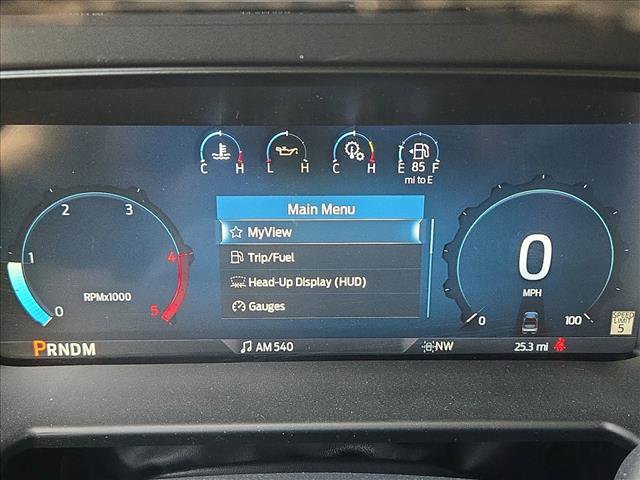 C H
L H
C H
E 85 F
mi to E
Main Menu
MyView
Trip/Fuel
Head-Up Display (HUD)
Gauges
2 3
1 4
0 5
RPMx1000
0
MPH
0 100
SPEED
LIMIT
5
PRNDM
AM 540
NW
25.3 mi